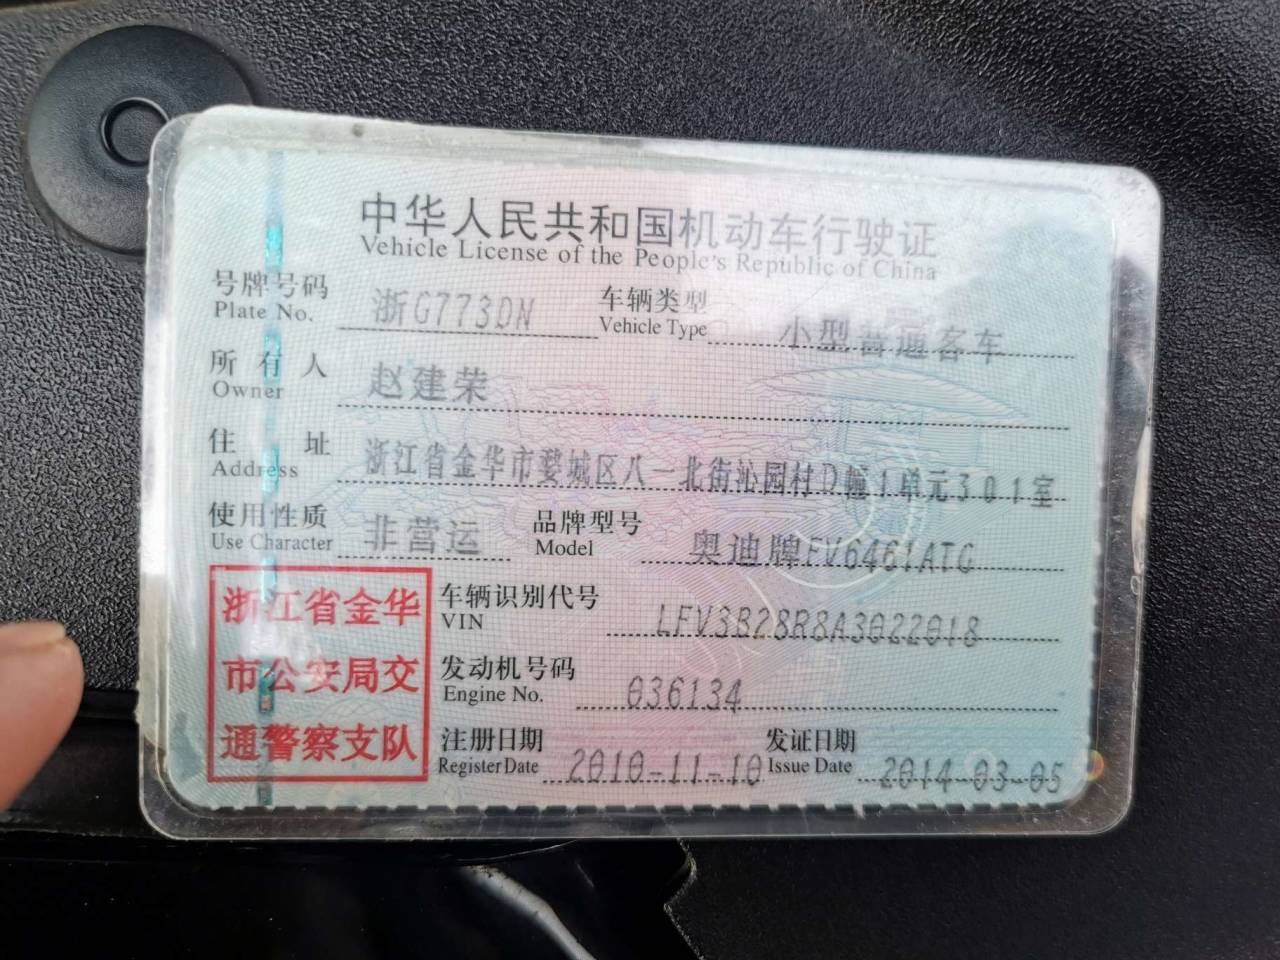 中华人民共和国机动车行驶证
Vehicle License of the People's Republic of China
号牌号码 浙G773DN 车辆类型 小型普通客车
Plate No. Vehicle Type
所有人 赵建荣
Owner
住址 浙江省金华市婺城区八一北街沁园村D幢1单元301室
Address
使用性质 非营运 品牌型号 奥迪牌FV6461ATG
Use Character Model
浙江省金华
市公安局交
通警察支队
车辆识别代号 LFV3B28R8A3022018
VIN
发动机号码 036134
Engine No.
注册日期 2010-11-10 发证日期 2014-03-05
Register Date Issue Date